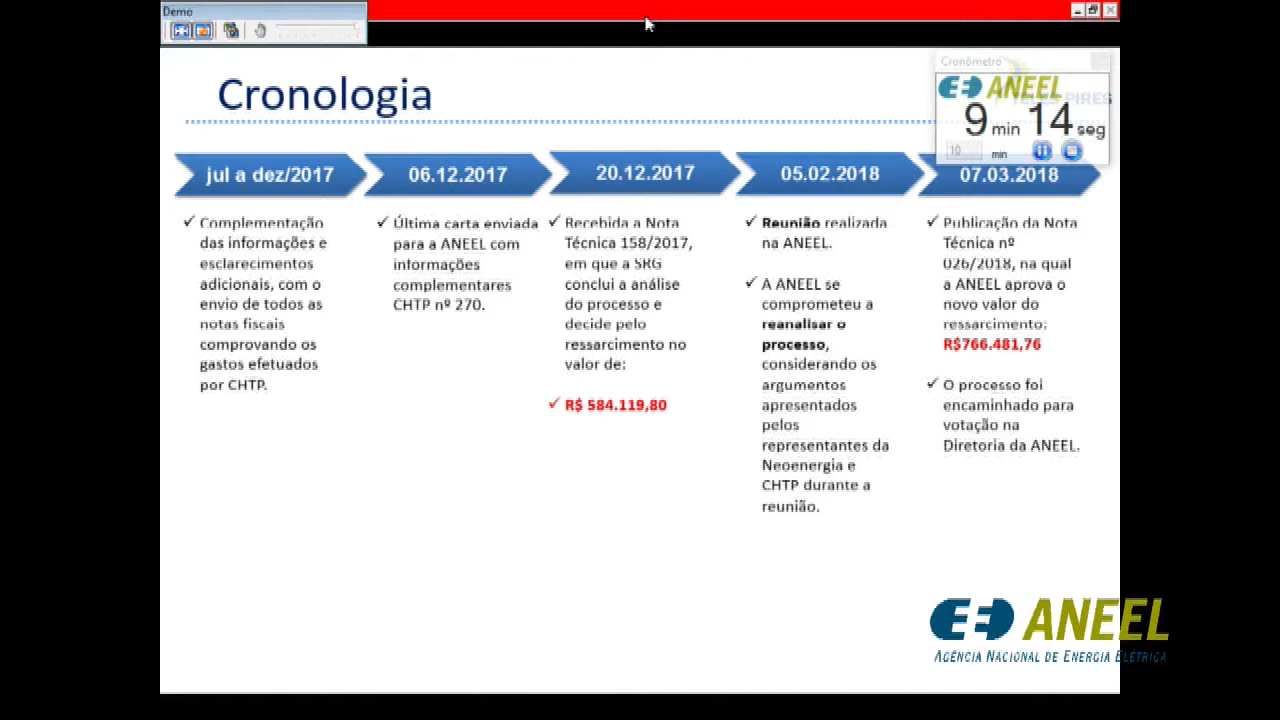 Demo
Cronômetro
ANEEL
TELES PIRES
9 min 14 seg
10 min
Cronologia
jul a dez/2017
Complementação
das informações e
esclarecimentos
adicionais, com o
envio de todos as
notas fiscais
comprovando os
gastos efetuados
por CHTP.
06.12.2017
Última carta enviada
para a ANEEL com
informações
complementares
CHTP nº 270.
20.12.2017
Recebida a Nota
Técnica 158/2017,
em que a SRG
conclui a análise
do processo e
decide pelo
ressarcimento no
valor de:
R$ 584.119,80
05.02.2018
Reunião realizada
na ANEEL.
A ANEEL se
comprometeu a
reanalisar o
processo,
considerando os
argumentos
apresentados
pelos
representantes da
Neoenergia e
CHTP durante a
reunião.
07.03.2018
Publicação da Nota
Técnica nº
026/2018, na qual
a ANEEL aprova o
novo valor do
ressarcimento:
R$766.481,76
O processo foi
encaminhado para
votação na
Diretoria da ANEEL.
ANEEL
AGÊNCIA NACIONAL DE ENERGIA ELÉTRICA